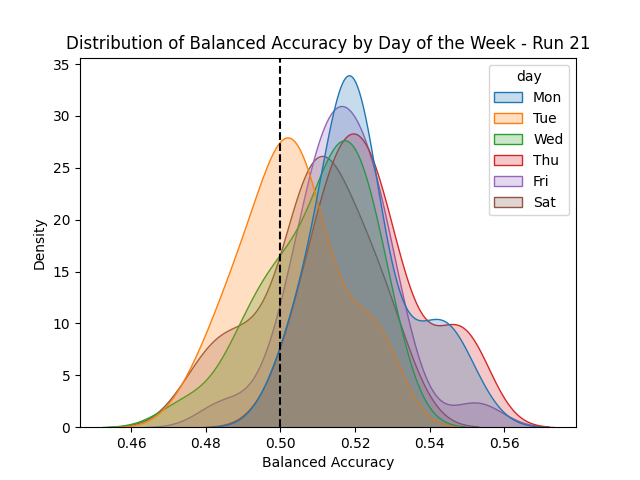 Distribution of Balanced Accuracy by Day of the Week - Run 21
35
30
25
20
15
10
5
0
Density
0.46 0.48 0.50 0.52 0.54 0.56
Balanced Accuracy
day
Mon
Tue
Wed
Thu
Fri
Sat